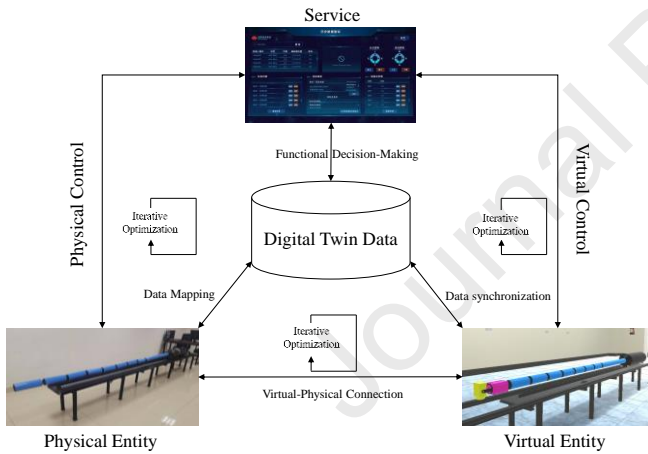 Service
Functional Decision-Making
Physical Control
Virtual Control
Iterative
Optimization
Iterative
Optimization
Digital Twin Data
Data Mapping
Data synchronization
Iterative
Optimization
Virtual-Physical Connection
Physical Entity
Virtual Entity
Journal